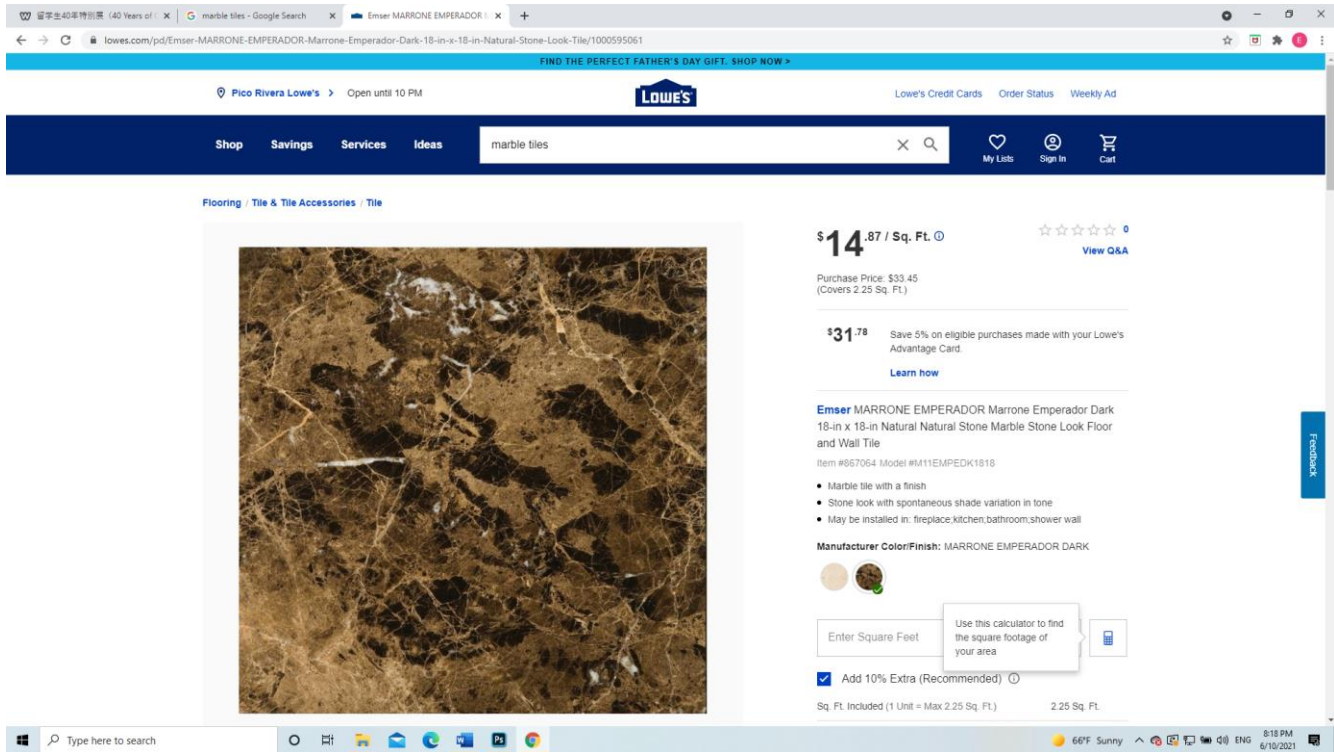 留学生40年特別展 (40 Years of
marble tiles - Google Search
Emser MARRONE EMPERADOR
lowes.com/pd/Emser-MARRONE-EMPERADOR-Marrone-Emperador-Dark-18-in-x-18-in-Natural-Stone-Look-Tile/1000595061
E
FIND THE PERFECT FATHER'S DAY GIFT. SHOP NOW >
Pico Rivera Lowe's > Open until 10 PM
LOWE'S
Lowe's Credit Cards Order Status Weekly Ad
Shop Savings Services Ideas
marble tiles
My Lists Sign In Cart
Flooring / Tile & Tile Accessories / Tile
$14.87 / Sq. Ft.
0
View Q&A
Purchase Price: $33.45
(Covers 2.25 Sq. Ft.)
$31.78
Save 5% on eligible purchases made with your Lowe's
Advantage Card.
Learn how
Emser MARRONE EMPERADOR Marrone Emperador Dark
18-in x 18-in Natural Natural Stone Marble Stone Look Floor
and Wall Tile
Item #867064 Model #M11EMPEDK1818
• Marble tile with a finish
• Stone look with spontaneous shade variation in tone
• May be installed in: fireplace;kitchen;bathroom;shower wall
Manufacturer Color/Finish: MARRONE EMPERADOR DARK
Enter Square Feet
Use this calculator to find
the square footage of
your area
Add 10% Extra (Recommended)
Sq. Ft. Included (1 Unit = Max 2.25 Sq. Ft.) 2.25 Sq. Ft.
Feedback
Type here to search
Ps
66°F Sunny
ENG
8:18 PM
6/10/2021